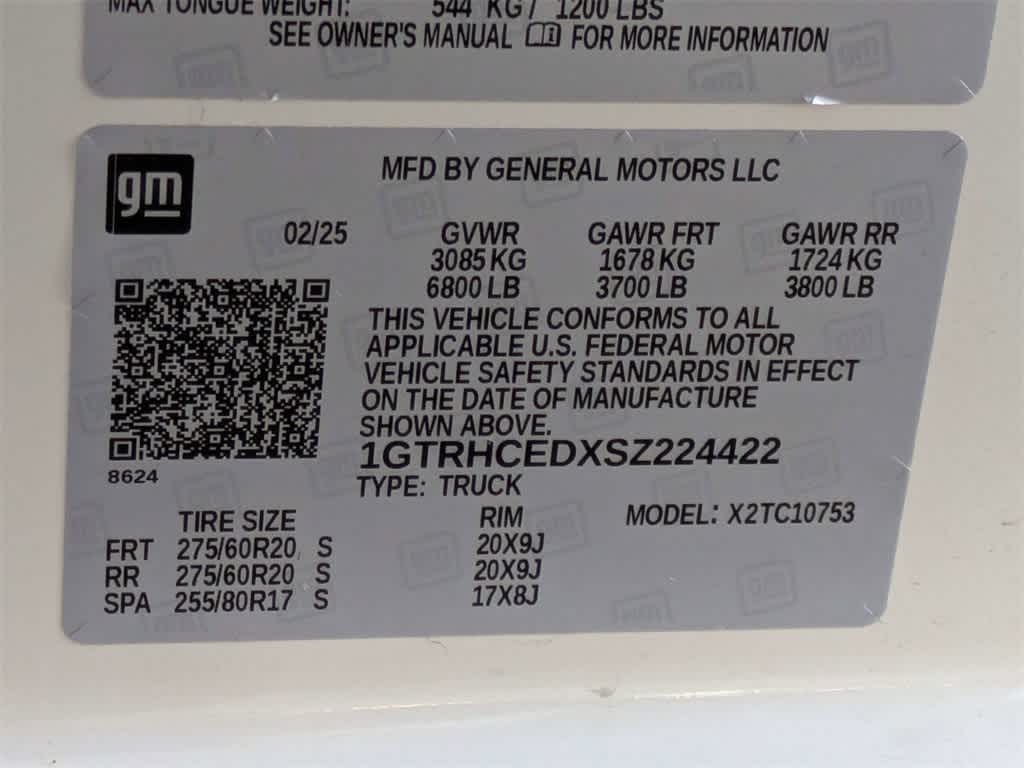 MAX TONGUE WEIGHT: 544 KG / 1200 LBS
SEE OWNER'S MANUAL FOR MORE INFORMATION
gm
MFD BY GENERAL MOTORS LLC
02/25 GVWR GAWR FRT GAWR RR
3085 KG 1678 KG 1724 KG
6800 LB 3700 LB 3800 LB
THIS VEHICLE CONFORMS TO ALL
APPLICABLE U.S. FEDERAL MOTOR
VEHICLE SAFETY STANDARDS IN EFFECT
ON THE DATE OF MANUFACTURE
SHOWN ABOVE.
1GTRHCEDXSZ224422
8624
TYPE: TRUCK
TIRE SIZE RIM MODEL: X2TC10753
FRT 275/60R20 S 20X9J
RR 275/60R20 S 20X9J
SPA 255/80R17 S 17X8J